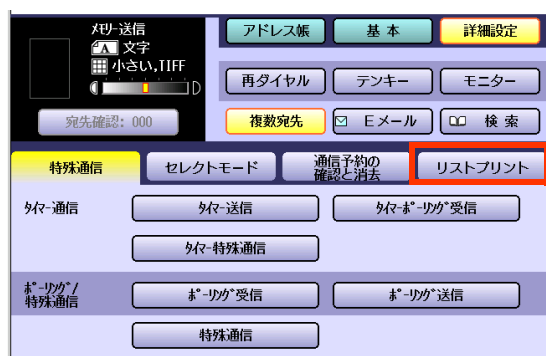 ﾒﾓﾘｰ送信
A 文字
小さい,TIFF
D
宛先確認: 000
アドレス帳 基本 詳細設定
再ダイヤル テンキー モニター
複数宛先 Eメール 検索
特殊通信 セレクトモード 通信予約の
確認と消去 リストプリント
ﾀｲﾏｰ通信 ﾀｲﾏｰ送信 ﾀｲﾏｰﾎﾟｰﾘﾝｸﾞ受信
ﾀｲﾏｰ特殊通信
ﾎﾟｰﾘﾝｸﾞ/
特殊通信 ﾎﾟｰﾘﾝｸﾞ受信 ﾎﾟｰﾘﾝｸﾞ送信
特殊通信